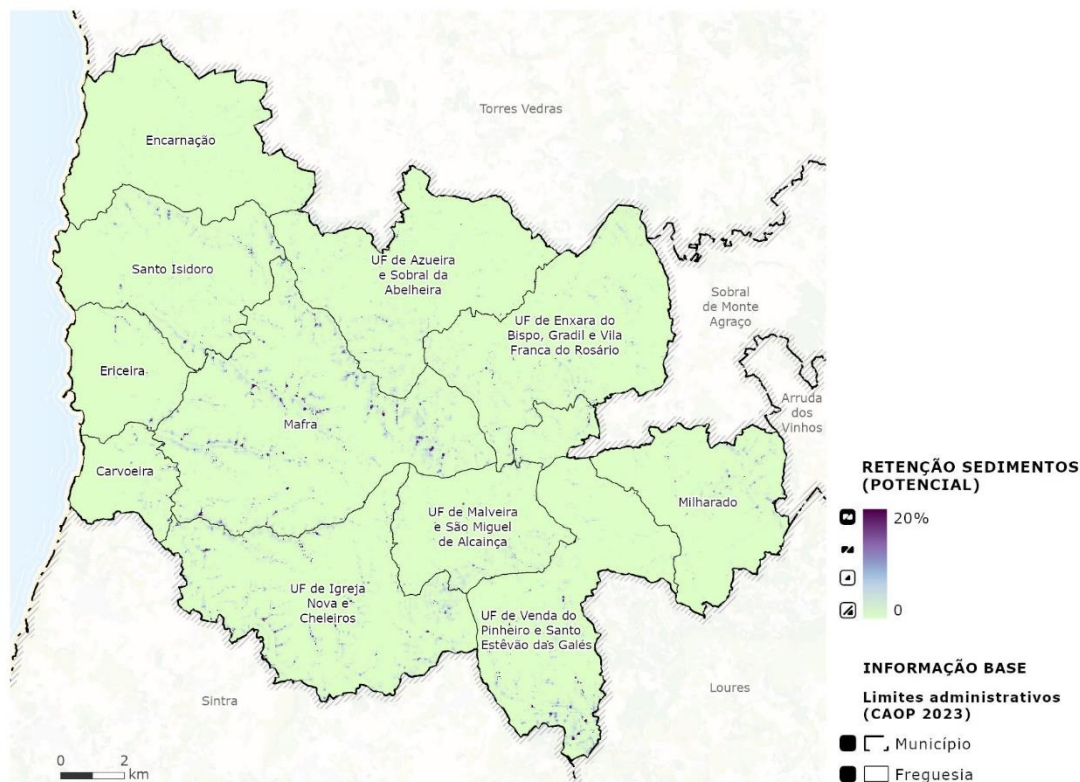 Torres Vedras
Encarnação
Santo Isidoro
UF de Azueira
e Sobral da
Abelheira
Sobral
de Monte
Agraço
UF de Enxara do
Bispo, Gradil e Vila
Franca do Rosário
Ericeira
Mafra
Arruda
dos
Vinhos
Carvoeira
Milharado
UF de Malveira
e São Miguel
de Alcainça
UF de Igreja
Nova e
Cheleiros
UF de Venda do
Pinheiro e Santo
Estêvão das Galés
Sintra
Loures
0 2
km
RETENÇÃO SEDIMENTOS
(POTENCIAL)
20%
0
INFORMAÇÃO BASE
Limites administrativos
(CAOP 2023)
Município
Freguesia